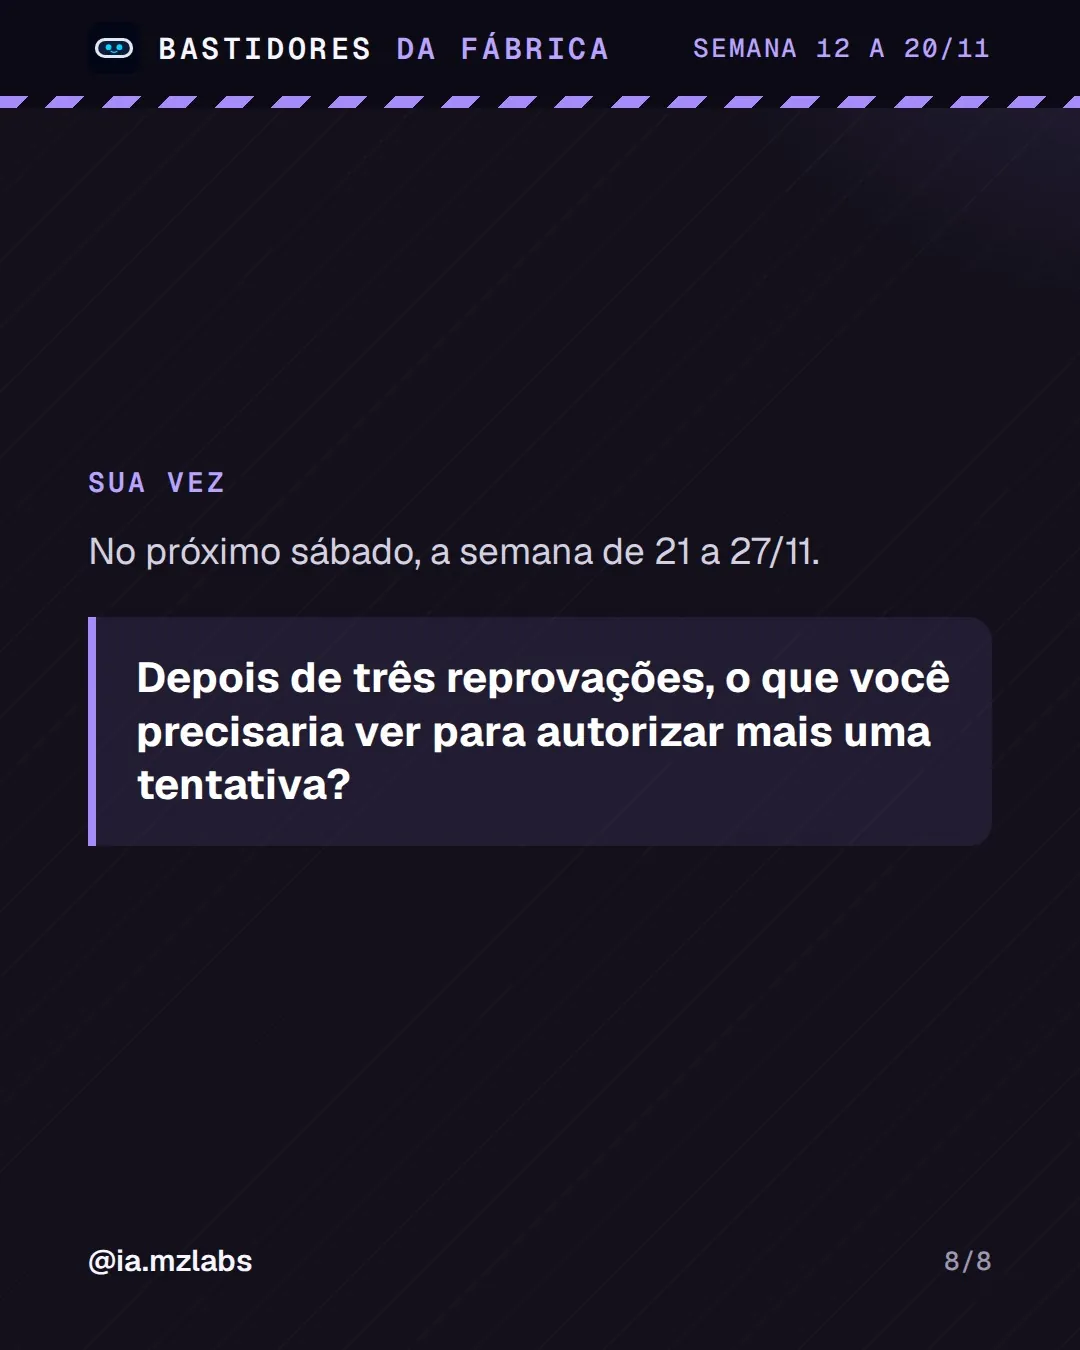 BASTIDORES DA FÁBRICA
SEMANA 12 A 20/11
SUA VEZ
No próximo sábado, a semana de 21 a 27/11.
Depois de três reprovações, o que você
precisaria ver para autorizar mais uma
tentativa?
@ia.mzlabs
8/8